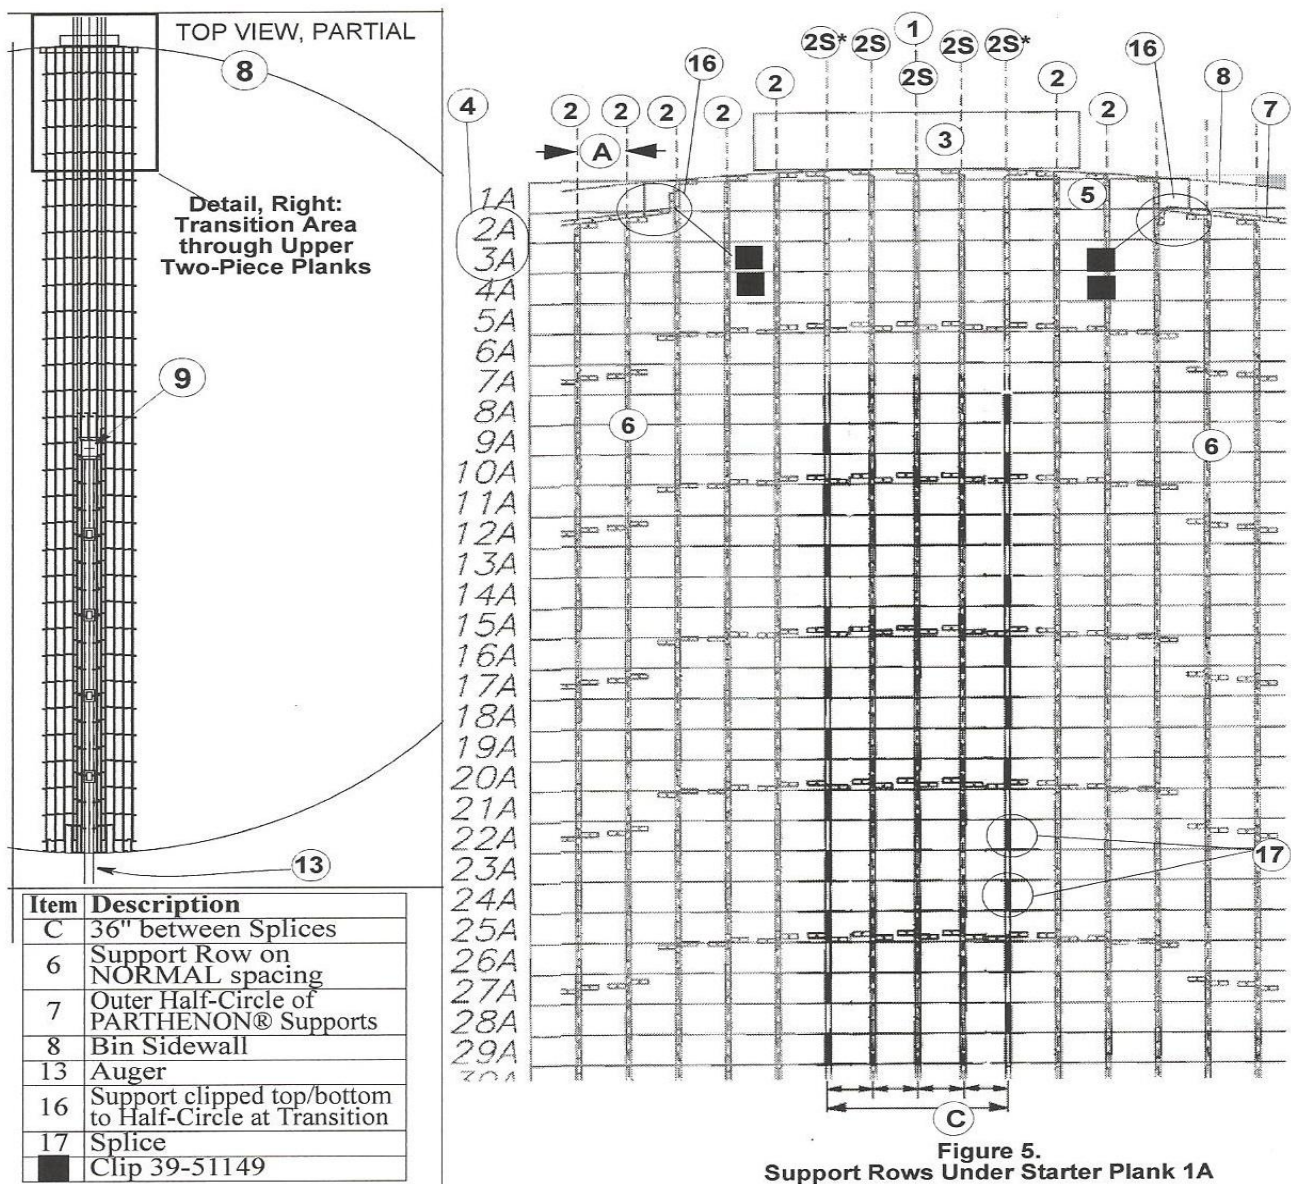 TOP VIEW, PARTIAL
8
Detail, Right:
Transition Area
through Upper
Two-Piece Planks
9
13
Item Description
C 36" between Splices
6 Support Row on
NORMAL spacing
7 Outer Half-Circle of
PARTHENON® Supports
8 Bin Sidewall
13 Auger
16 Support clipped top/bottom
to Half-Circle at Transition
17 Splice
Clip 39-51149
1
2S* 2S 2S 2S*
2S
16 16
2 2
8
7
4
2 2 2 2 2
A
3
5
1A
2A
3A
4A
5A
6A
7A
8A
6 6
9A
10A
11A
12A
13A
14A
15A
16A
17A
18A
19A
20A
21A
22A
17
23A
24A
25A
26A
27A
28A
29A
30A
C
Figure 5.
Support Rows Under Starter Plank 1A